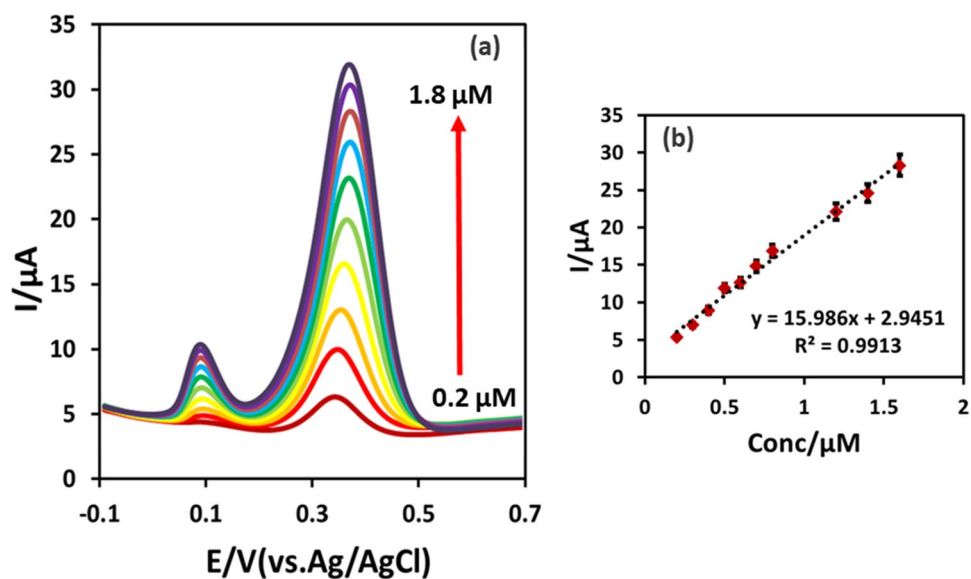 (a)
35
30
25
20
15
10
5
0
I/µA
1.8 µM
0.2 µM
-0.1 0.1 0.3 0.5 0.7
E/V(vs.Ag/AgCl)
(b)
35
30
25
20
15
10
5
0
I/µA
y = 15.986x + 2.9451
R² = 0.9913
0 0.5 1 1.5 2
Conc/µM